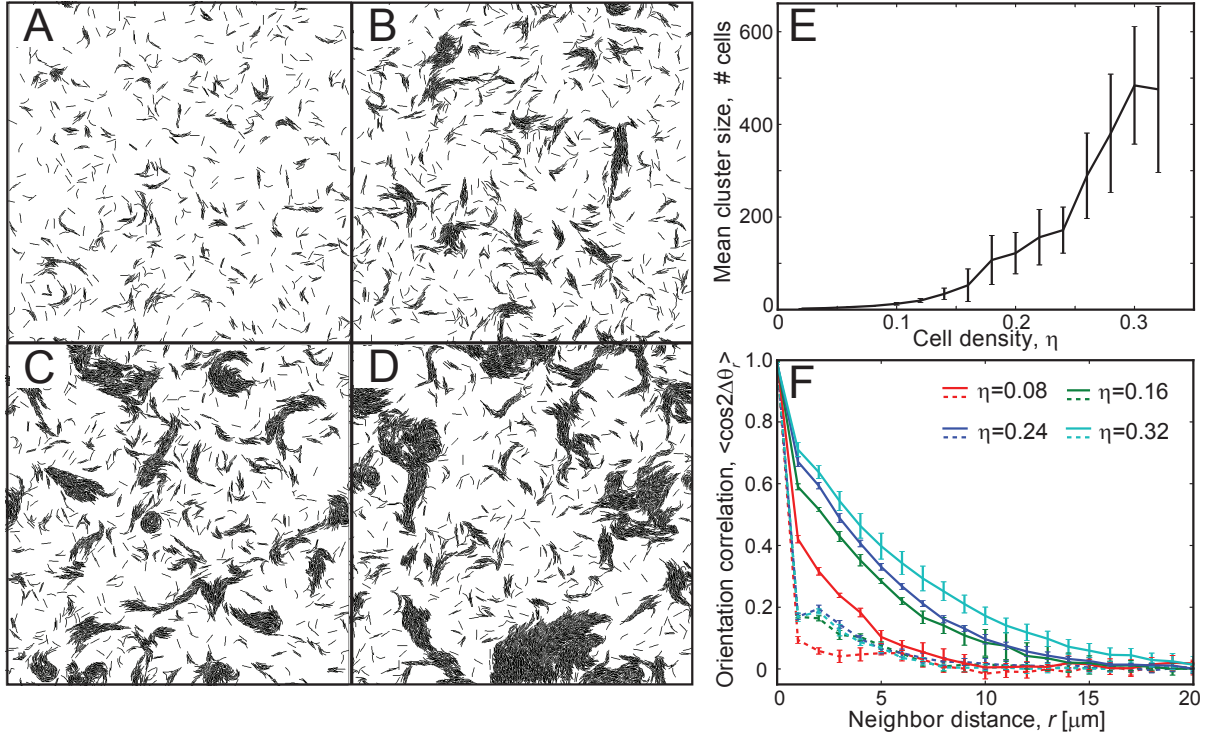 A
B
C
D
E
Mean cluster size, # cells
600
400
200
0
0
0.1
0.2
0.3
Cell density, η
F
Orientation correlation, <cos2Δθr>
1.0
0.8
0.6
0.4
0.2
0
η=0.08
η=0.16
η=0.24
η=0.32
0
5
10
15
20
Neighbor distance, r [μm]